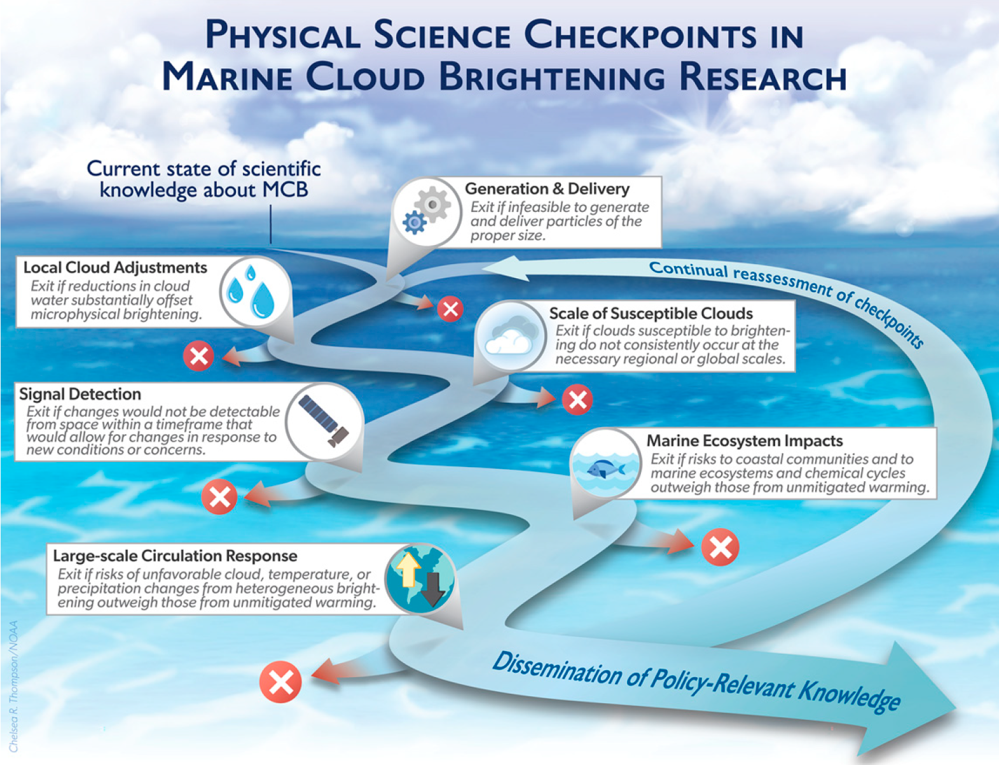 PHYSICAL SCIENCE CHECKPOINTS IN
MARINE CLOUD BRIGHTENING RESEARCH
Current state of scientific
knowledge about MCB
Generation & Delivery
Exit if infeasible to generate
and deliver particles of the
proper size.
Local Cloud Adjustments
Exit if reductions in cloud
water substantially offset
microphysical brightening.
Continual reassessment of checkpoints
Scale of Susceptible Clouds
Exit if clouds susceptible to brighten-
ing do not consistently occur at the
necessary regional or global scales.
Signal Detection
Exit if changes would not be detectable
from space within a timeframe that
would allow for changes in response to
new conditions or concerns.
Marine Ecosystem Impacts
Exit if risks to coastal communities and to
marine ecosystems and chemical cycles
outweigh those from unmitigated warming.
Large-scale Circulation Response
Exit if risks of unfavorable cloud, temperature, or
precipitation changes from heterogeneous bright-
ening outweigh those from unmitigated warming.
Dissemination of Policy-Relevant Knowledge
Chelsea R. Thompson/NOAA